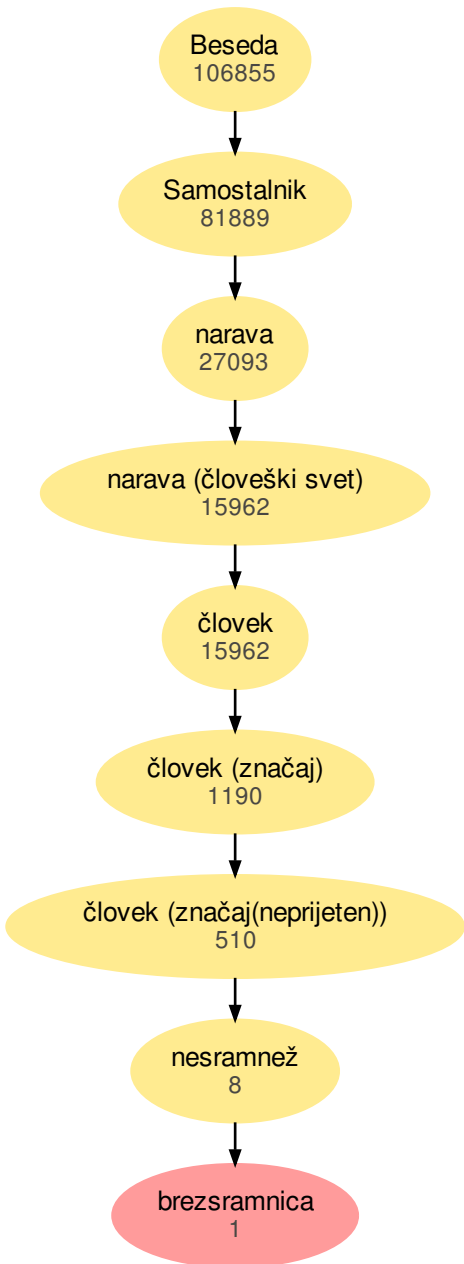 Beseda
106855
Samostalnik
81889
narava
27093
narava (človeški svet)
15962
človek
15962
človek (značaj)
1190
človek (značaj(neprijeten))
510
nesramnež
8
brezsramnica
1